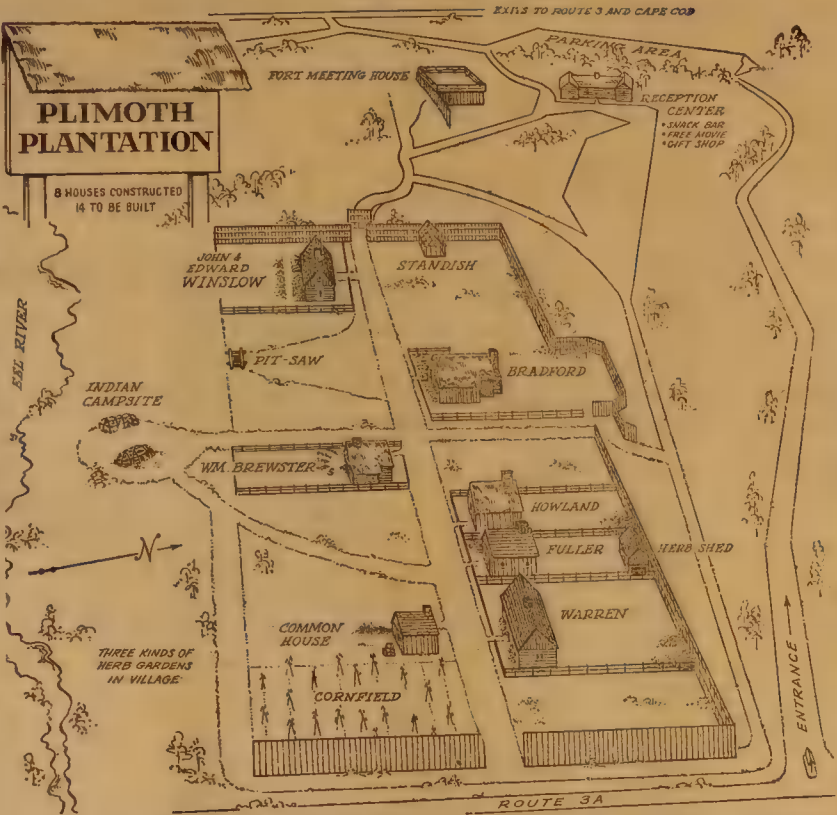 EXITS TO ROUTE 3 AND CAPE COD
PARKING AREA
PLIMOTH
PLANTATION
8 HOUSES CONSTRUCTED
14 TO BE BUILT
FORT MEETING HOUSE
RECEPTION
CENTER
•SNACK BAR
•FREE MOVIE
•GIFT SHOP
JOHN &
EDWARD
WINSLOW
STANDISH
EEL RIVER
PIT-SAW
BRADFORD
INDIAN
CAMPSITE
WM. BREWSTER
HOWLAND
FULLER
HERB SHED
N
WARREN
COMMON
HOUSE
THREE KINDS OF
HERB GARDENS
IN VILLAGE
CORNFIELD
ENTRANCE
ROUTE 3A